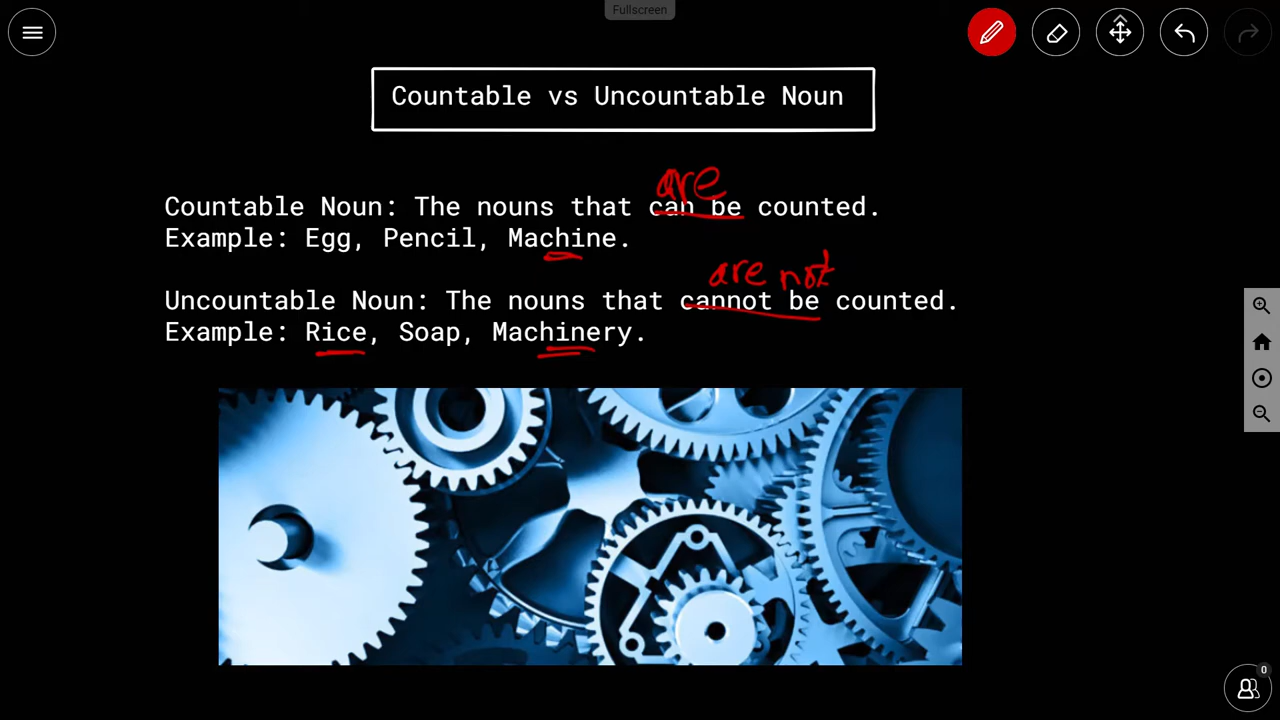 Fullscreen
Countable vs Uncountable Noun
are
Countable Noun: The nouns that can be counted.
Example: Egg, Pencil, Machine.
are not
Uncountable Noun: The nouns that cannot be counted.
Example: Rice, Soap, Machinery.
0